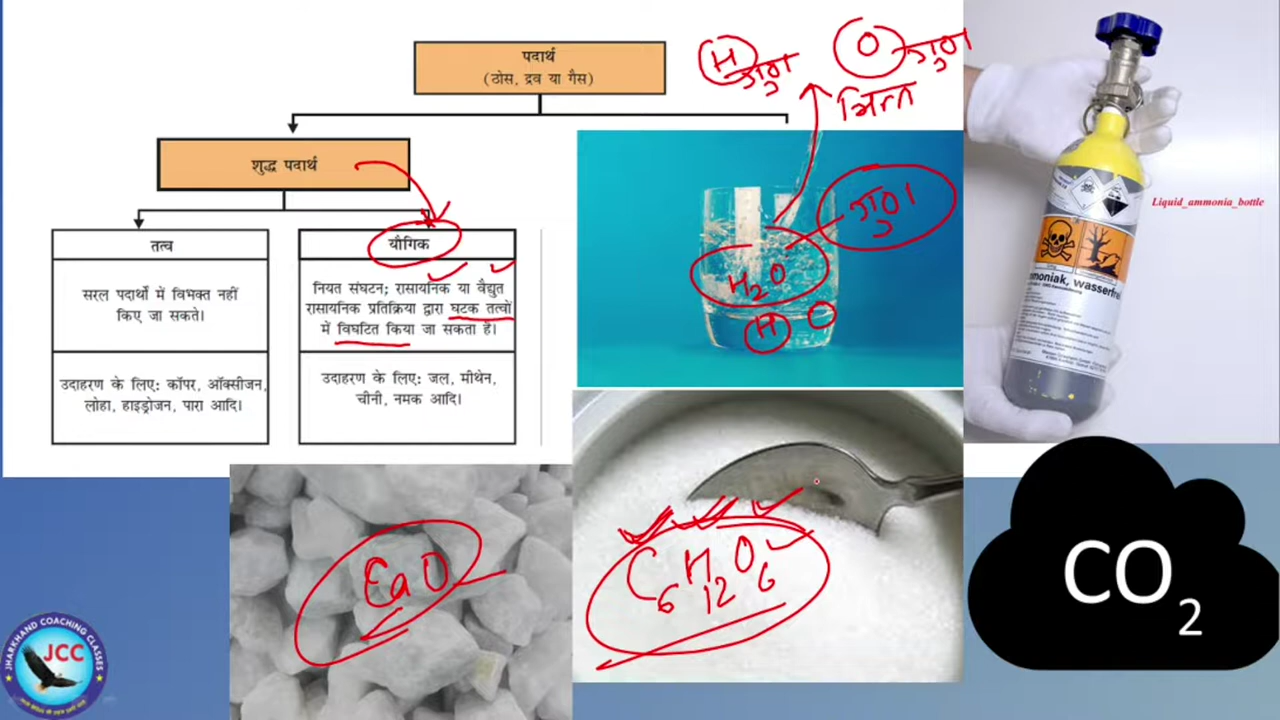 पदार्थ
(ठोस, द्रव या गैस)
शुद्ध पदार्थ
तत्व
सरल पदार्थों में विभक्त नहीं
किए जा सकते।
उदाहरण के लिए: कॉपर, ऑक्सीजन,
लोहा, हाइड्रोजन, पारा आदि।
यौगिक
नियत संघटन; रासायनिक या वैद्युत
रासायनिक प्रतिक्रिया द्वारा घटक तत्वों
में विघटित किया जा सकता है।
उदाहरण के लिए: जल, मीथेन,
चीनी, नमक आदि।
H गुण
O गुण
भिन्न
गुण
H2O
H O
Liquid_ammonia_bottle
moniak, wasserfrei
CaO
C6H12O6
CO2
JHARKHAND COACHING CLASSES
JCC